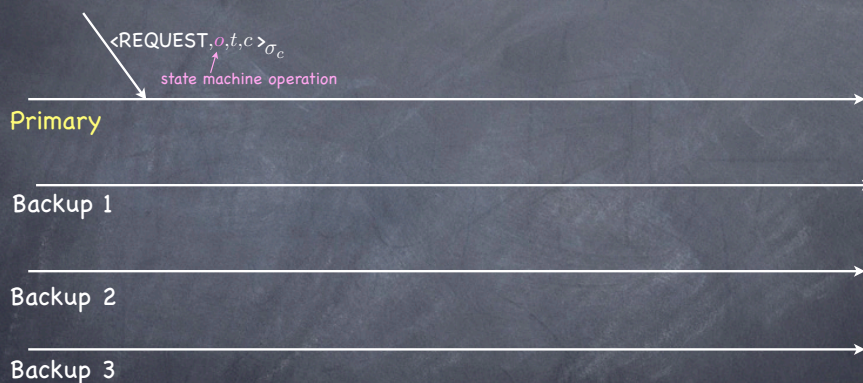 <REQUEST,o,t,c>σc
state machine operation
Primary
Backup 1
Backup 2
Backup 3